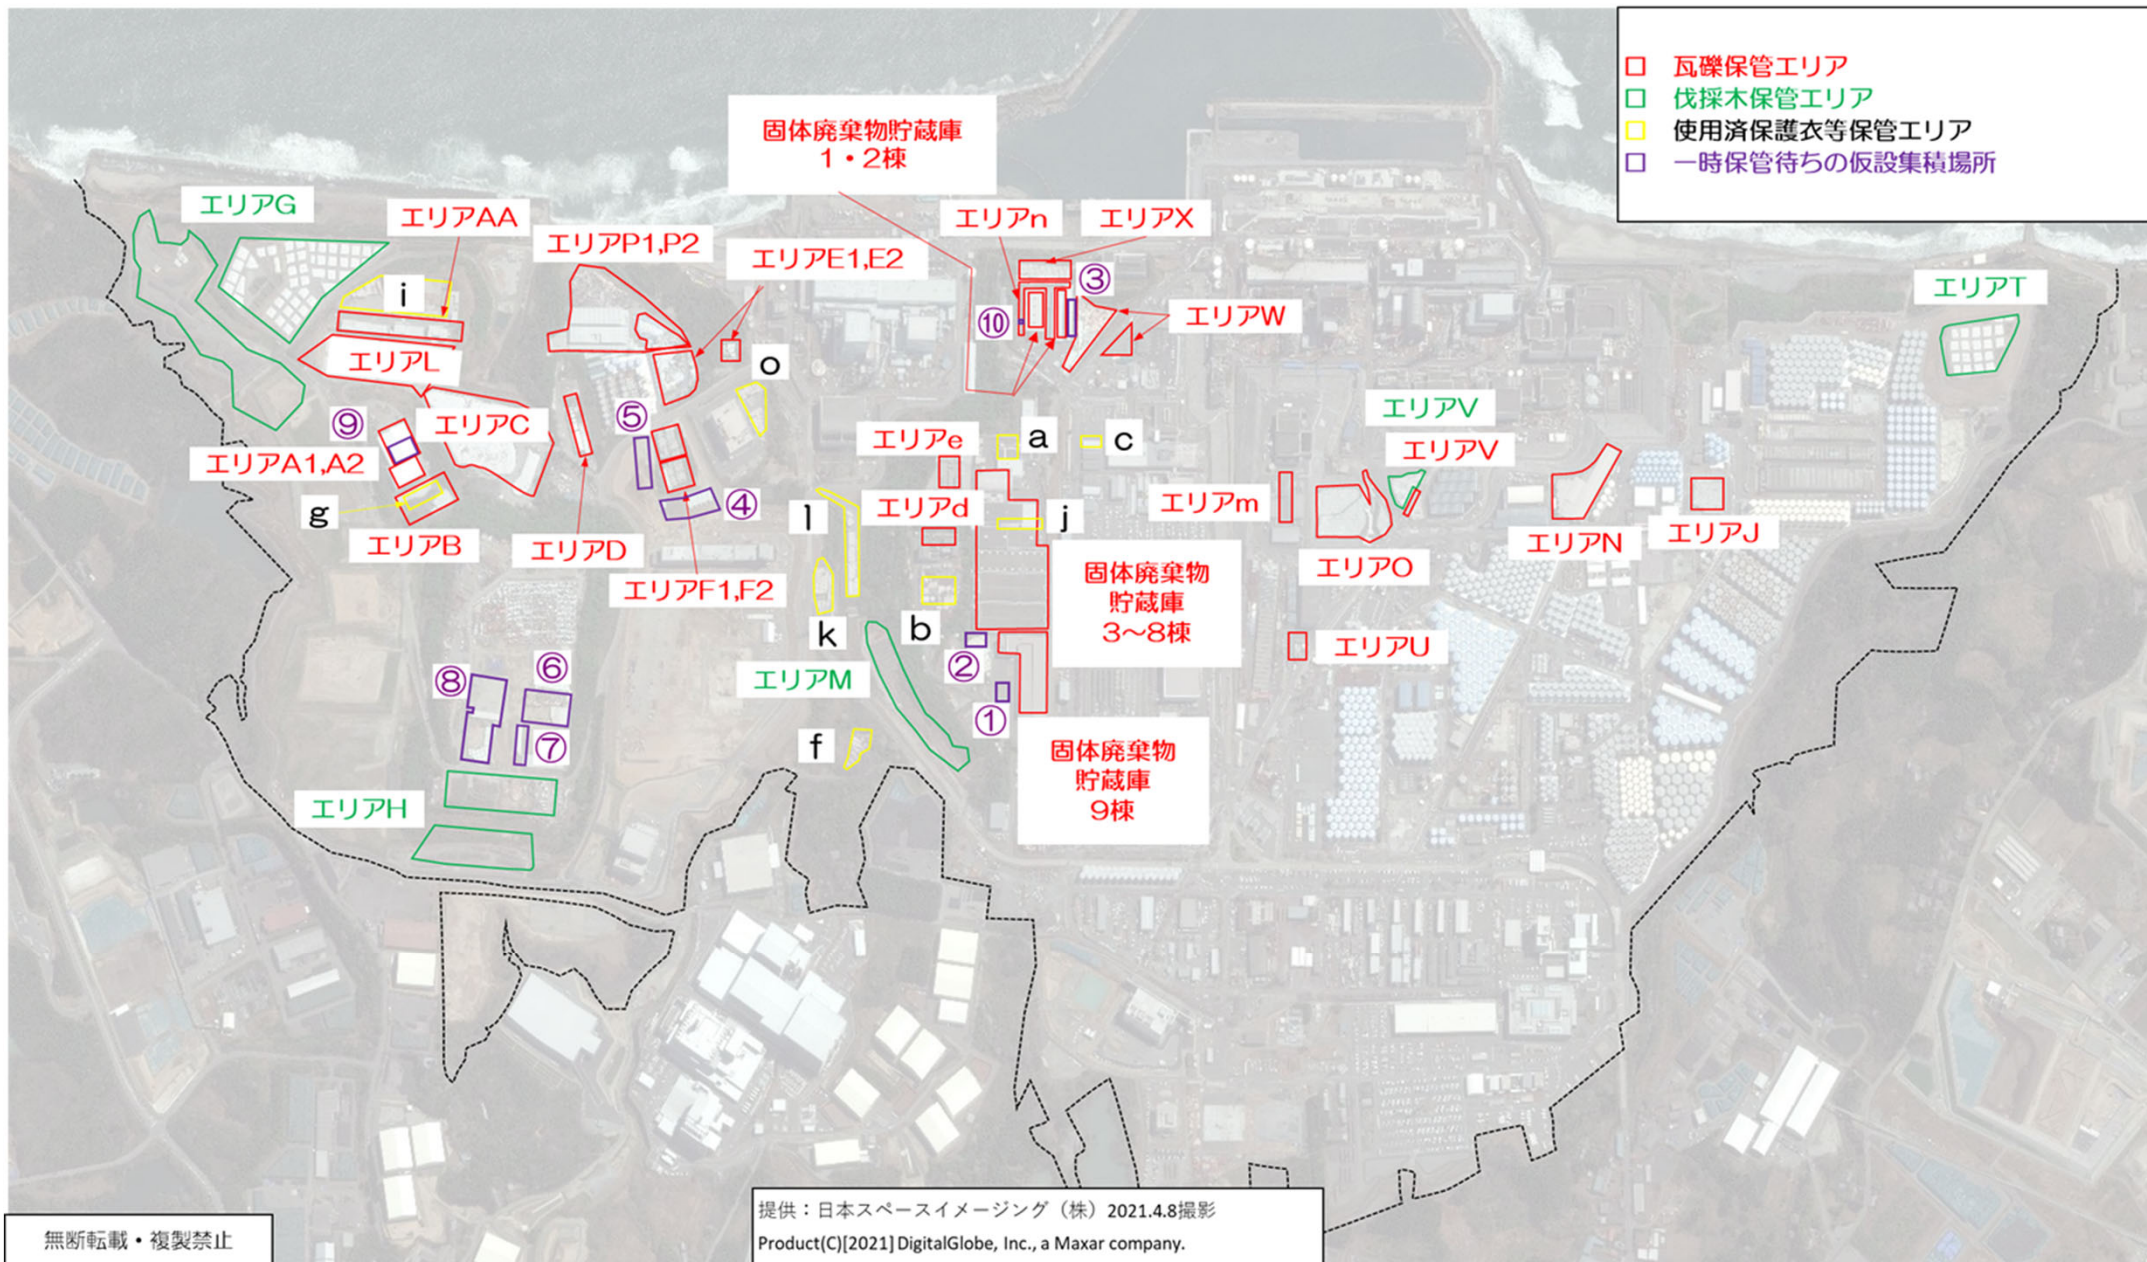 瓦礫保管エリア
伐採木保管エリア
使用済保護衣等保管エリア
一時保管待ちの仮設集積場所
固体廃棄物貯蔵庫
1・2棟
エリアG
エリアAA
エリアP1,P2
エリアE1,E2
エリアn
エリアX
③
エリアW
⑩
エリアT
i
エリアL
o
⑨
エリアC
⑤
エリアA1,A2
エリアe
a
c
エリアV
エリアV
g
エリアB
エリアD
④
l
エリアd
j
エリアm
エリアO
エリアN
エリアJ
エリアF1,F2
k
b
固体廃棄物
貯蔵庫
3～8棟
エリアU
⑧
⑥
⑦
エリアM
②
①
f
固体廃棄物
貯蔵庫
9棟
エリアH
提供：日本スペースイメージング（株）2021.4.8撮影
Product(C)[2021] DigitalGlobe, Inc., a Maxar company.
無断転載・複製禁止